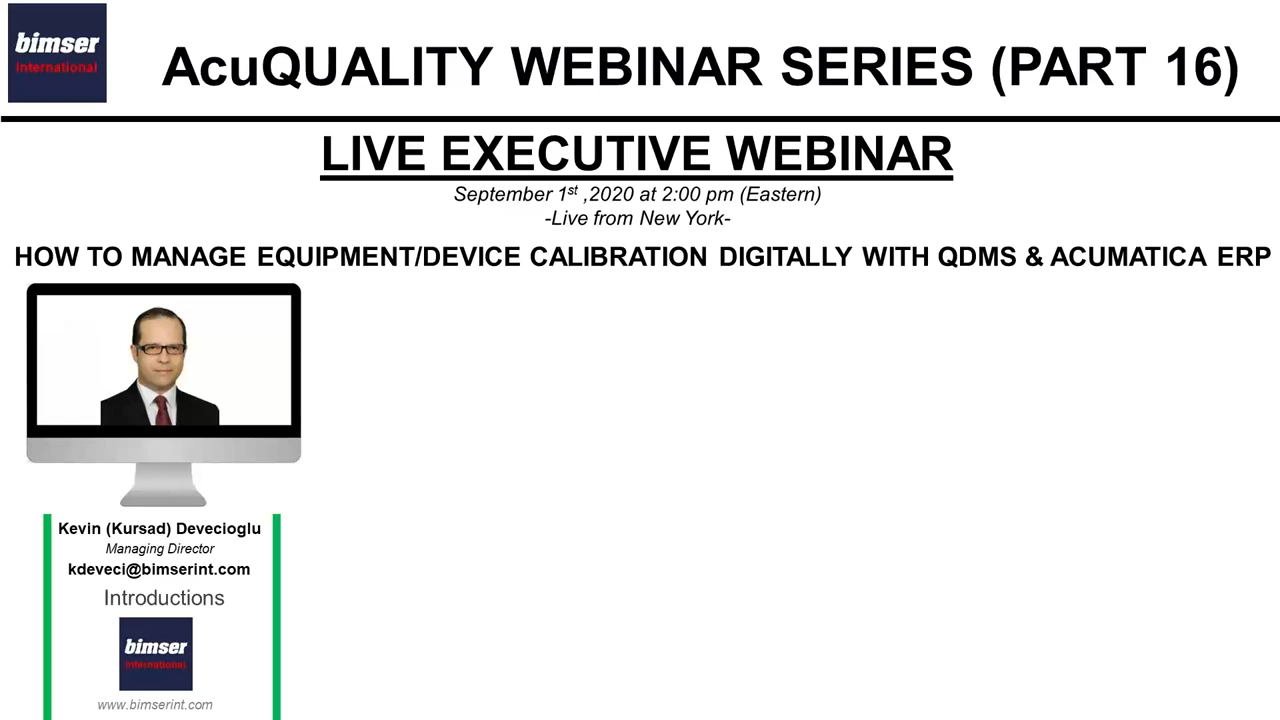 bimser
international
AcuQUALITY WEBINAR SERIES (PART 16)
LIVE EXECUTIVE WEBINAR
September 1st ,2020 at 2:00 pm (Eastern)
-Live from New York-
HOW TO MANAGE EQUIPMENT/DEVICE CALIBRATION DIGITALLY WITH QDMS & ACUMATICA ERP
Kevin (Kursad) Devecioglu
Managing Director
kdeveci@bimserint.com
Introductions
bimser
international
www.bimserint.com